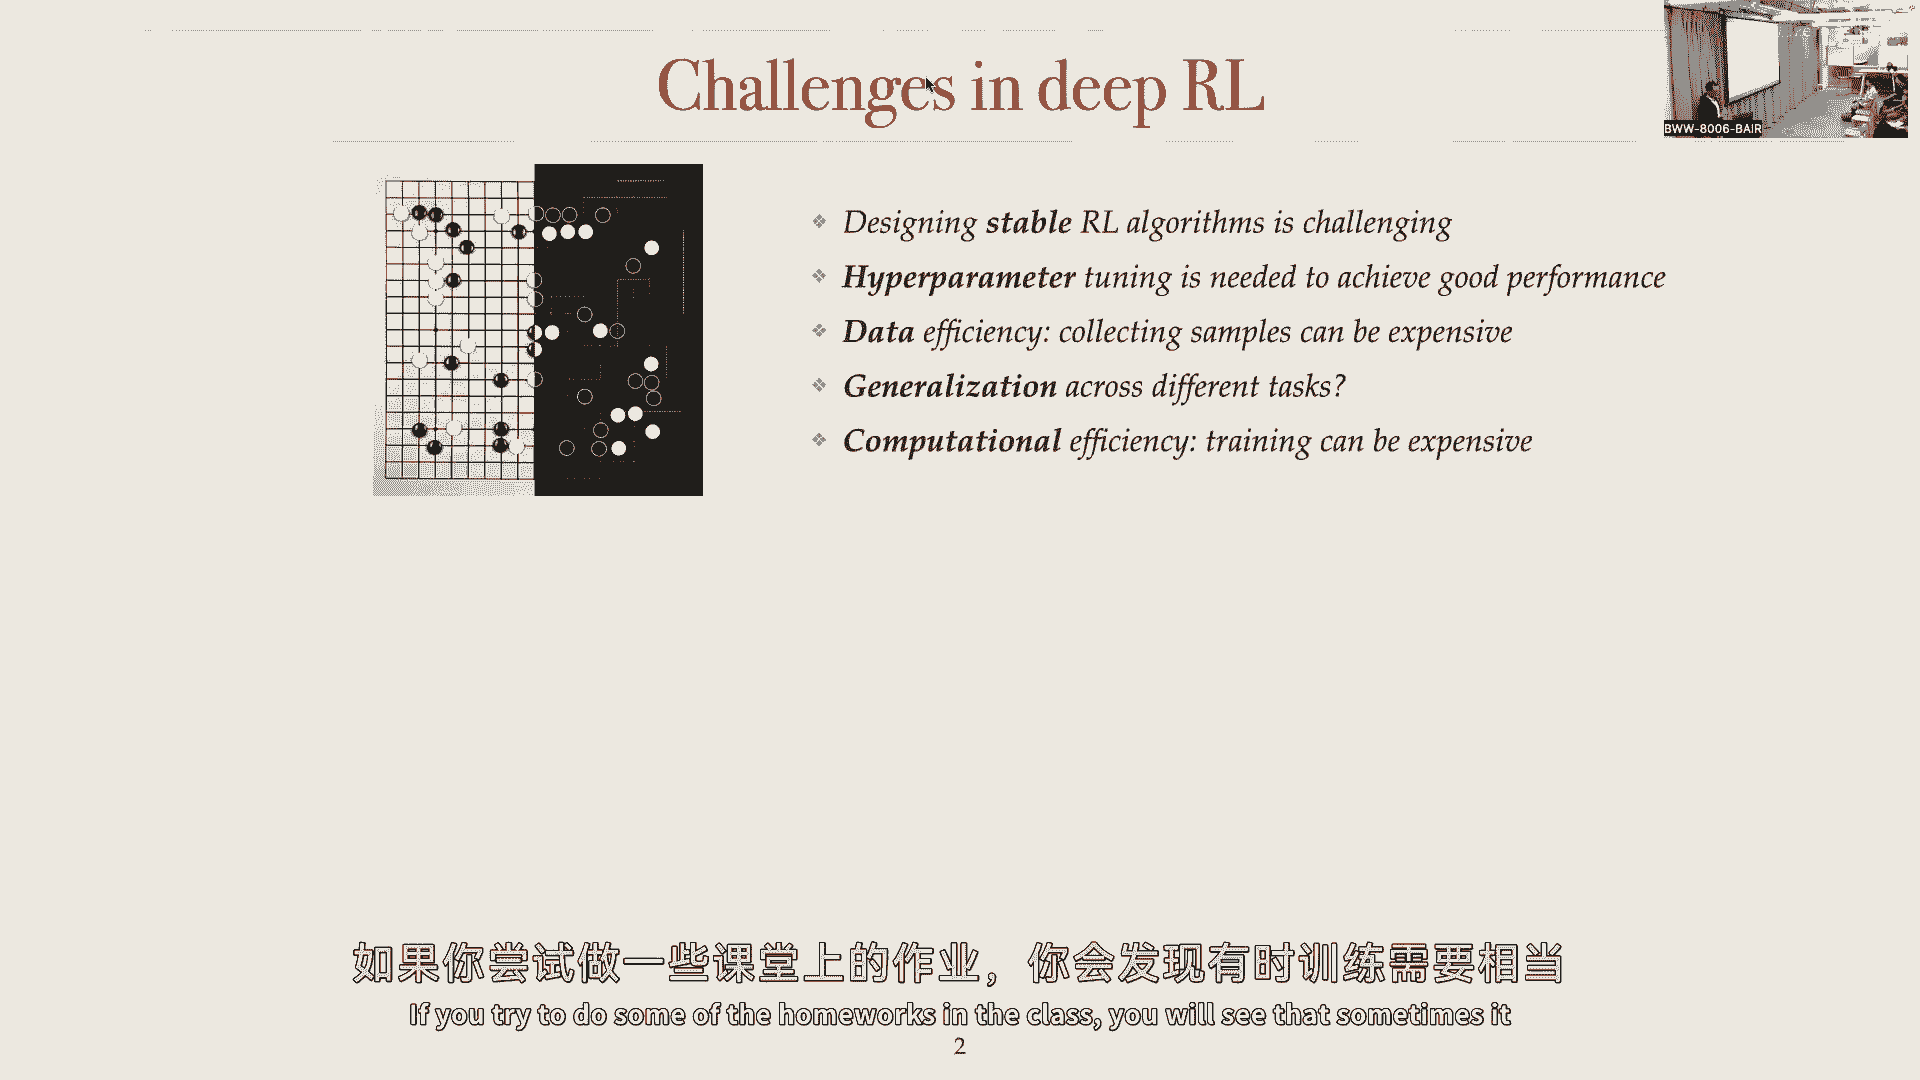 Challenges in deep RL
BWW-8006-BAIR
❖ Designing stable RL algorithms is challenging
❖ Hyperparameter tuning is needed to achieve good performance
❖ Data efficiency: collecting samples can be expensive
❖ Generalization across different tasks?
❖ Computational efficiency: training can be expensive
如果你尝试做一些课堂上的作业，你会发现有时训练需要相当
If you try to do some of the homeworks in the class, you will see that sometimes it
2